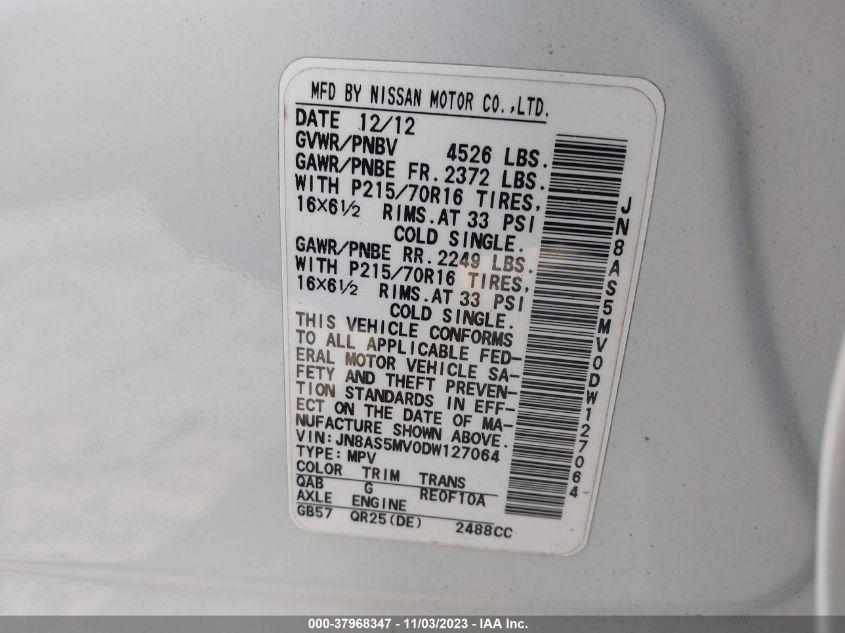 MFD BY NISSAN MOTOR CO.,LTD.
DATE 12/12
GVWR/PNBV 4526 LBS.
GAWR/PNBE FR. 2372 LBS.
WITH P215/70R16 TIRES,
16X6½ RIMS.AT 33 PSI
COLD SINGLE.
GAWR/PNBE RR. 2249 LBS.
WITH P215/70R16 TIRES,
16X6½ RIMS.AT 33 PSI
COLD SINGLE.
THIS VEHICLE CONFORMS
TO ALL APPLICABLE FED-
ERAL MOTOR VEHICLE SA-
FETY AND THEFT PREVEN-
TION STANDARDS IN EFF-
ECT ON THE DATE OF MA-
NUFACTURE SHOWN ABOVE.
VIN:JN8AS5MV0DW127064
TYPE:MPV
COLOR TRIM TRANS
QAB G RE0F10A
AXLE ENGINE
GB57 QR25(DE) 2488CC
JN8AS5MV0DW127064
000-37968347 - 11/03/2023 - IAA Inc.